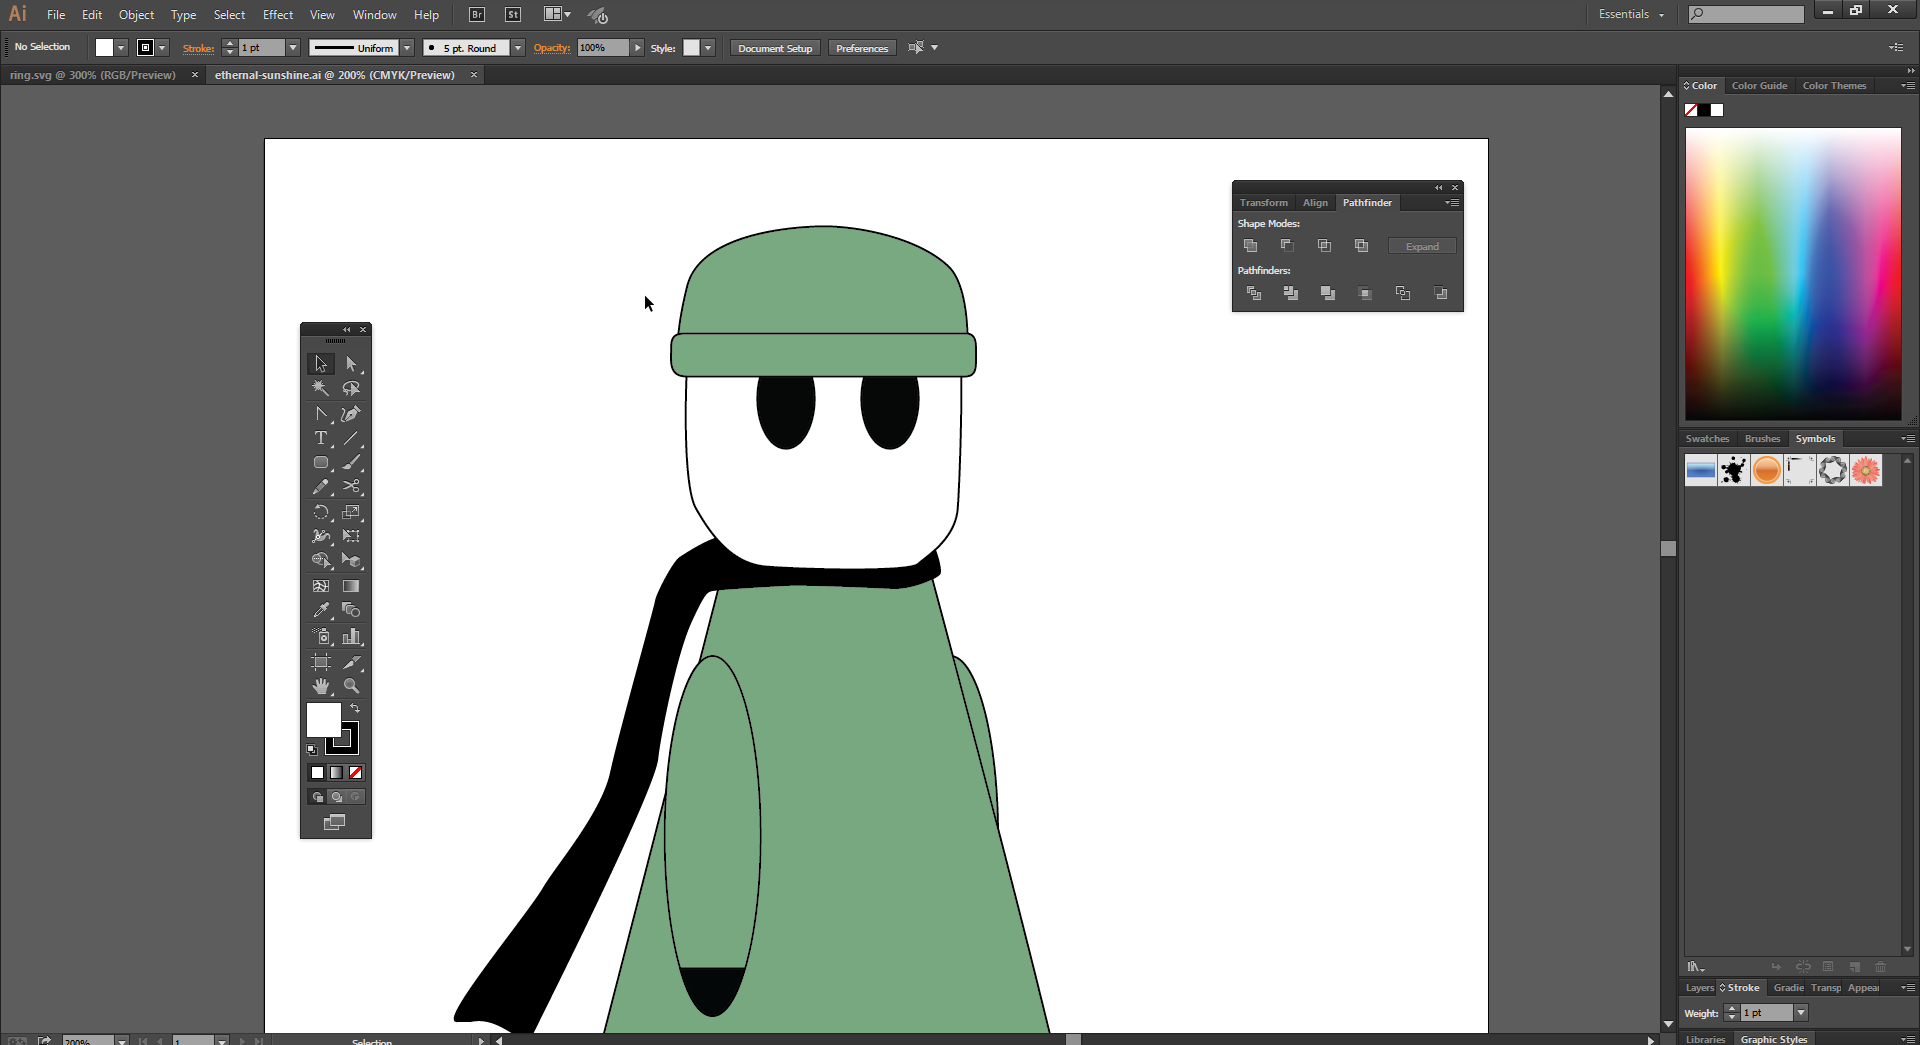 Ai File Edit Object Type Select Effect View Window Help Br St Essentials
No Selection Stroke: 1 pt Uniform 5 pt. Round Opacity: 100% Style: Document Setup Preferences
ring.svg @ 300% (RGB/Preview) × ethernal-sunshine.ai @ 200% (CMYK/Preview) ×
Color Color Guide Color Themes
Transform Align Pathfinder
Shape Modes:
Expand
Pathfinders:
Swatches Brushes Symbols
Layers Stroke Gradie Transp Appear
Weight: 1 pt
Libraries Graphic Styles
200% 1 Selection